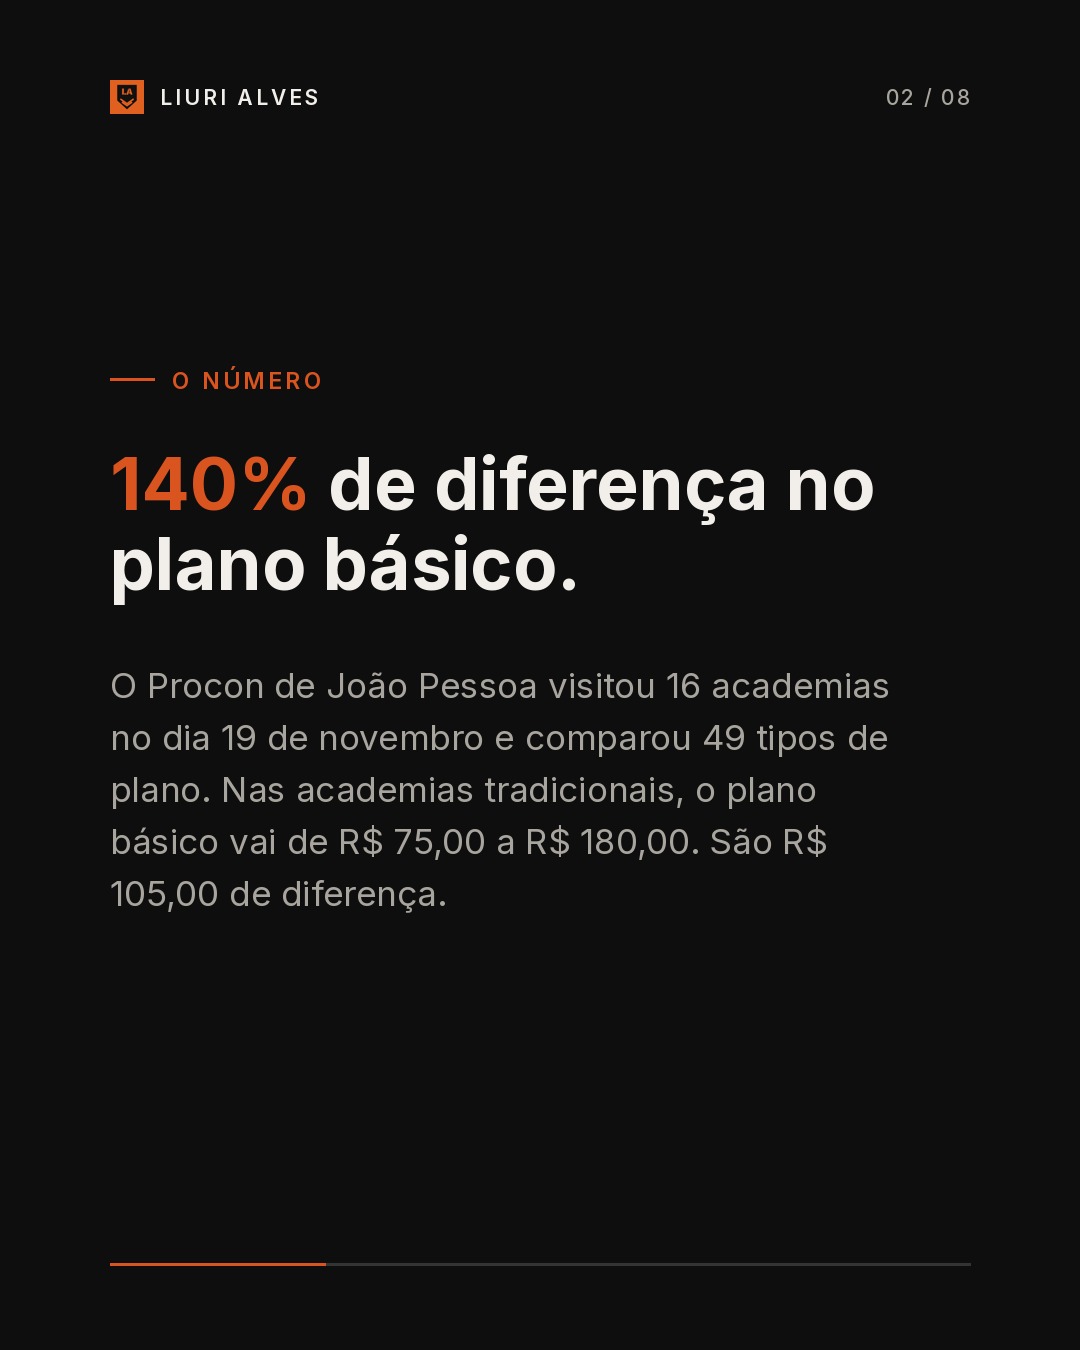 LA
LIURI ALVES
02 / 08
O NÚMERO
140% de diferença no
plano básico.
O Procon de João Pessoa visitou 16 academias
no dia 19 de novembro e comparou 49 tipos de
plano. Nas academias tradicionais, o plano
básico vai de R$ 75,00 a R$ 180,00. São R$
105,00 de diferença.